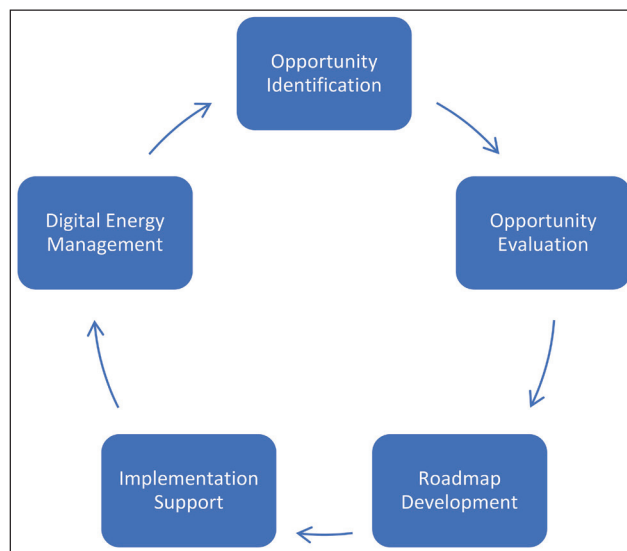 Opportunity
Identification
Opportunity
Evaluation
Roadmap
Development
Implementation
Support
Digital Energy
Management